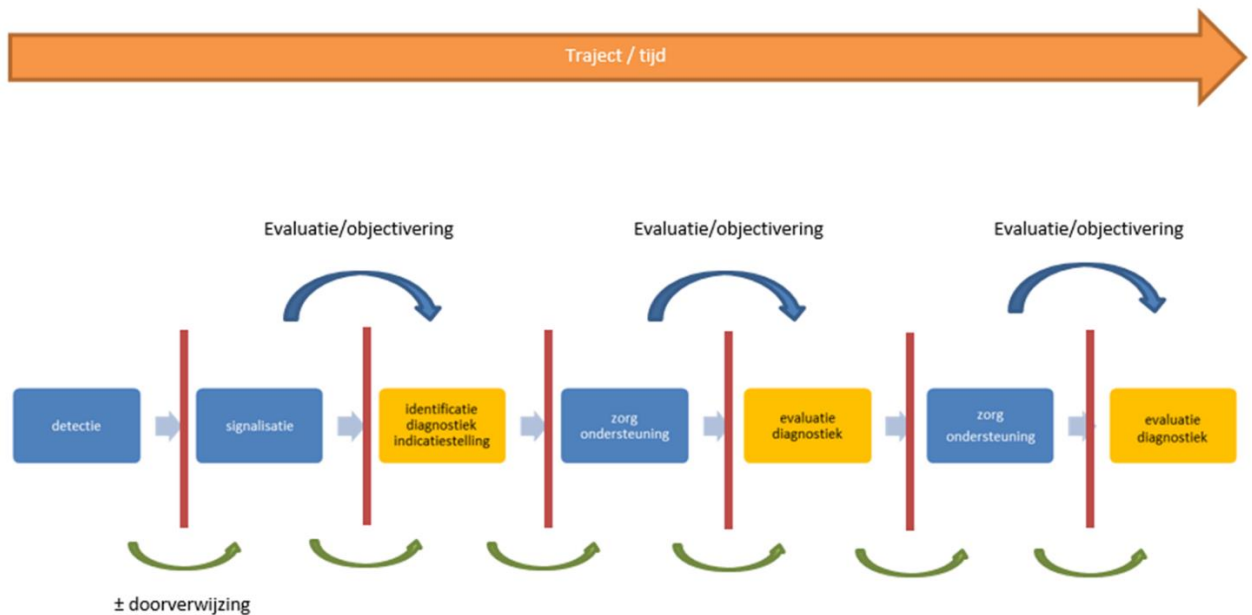 Traject / tijd
Evaluatie/objectivering
Evaluatie/objectivering
Evaluatie/objectivering
detectie
signalisatie
identificatie
diagnostiek
indicatiestelling
zorg
ondersteuning
evaluatie
diagnostiek
zorg
ondersteuning
evaluatie
diagnostiek
± doorverwijzing